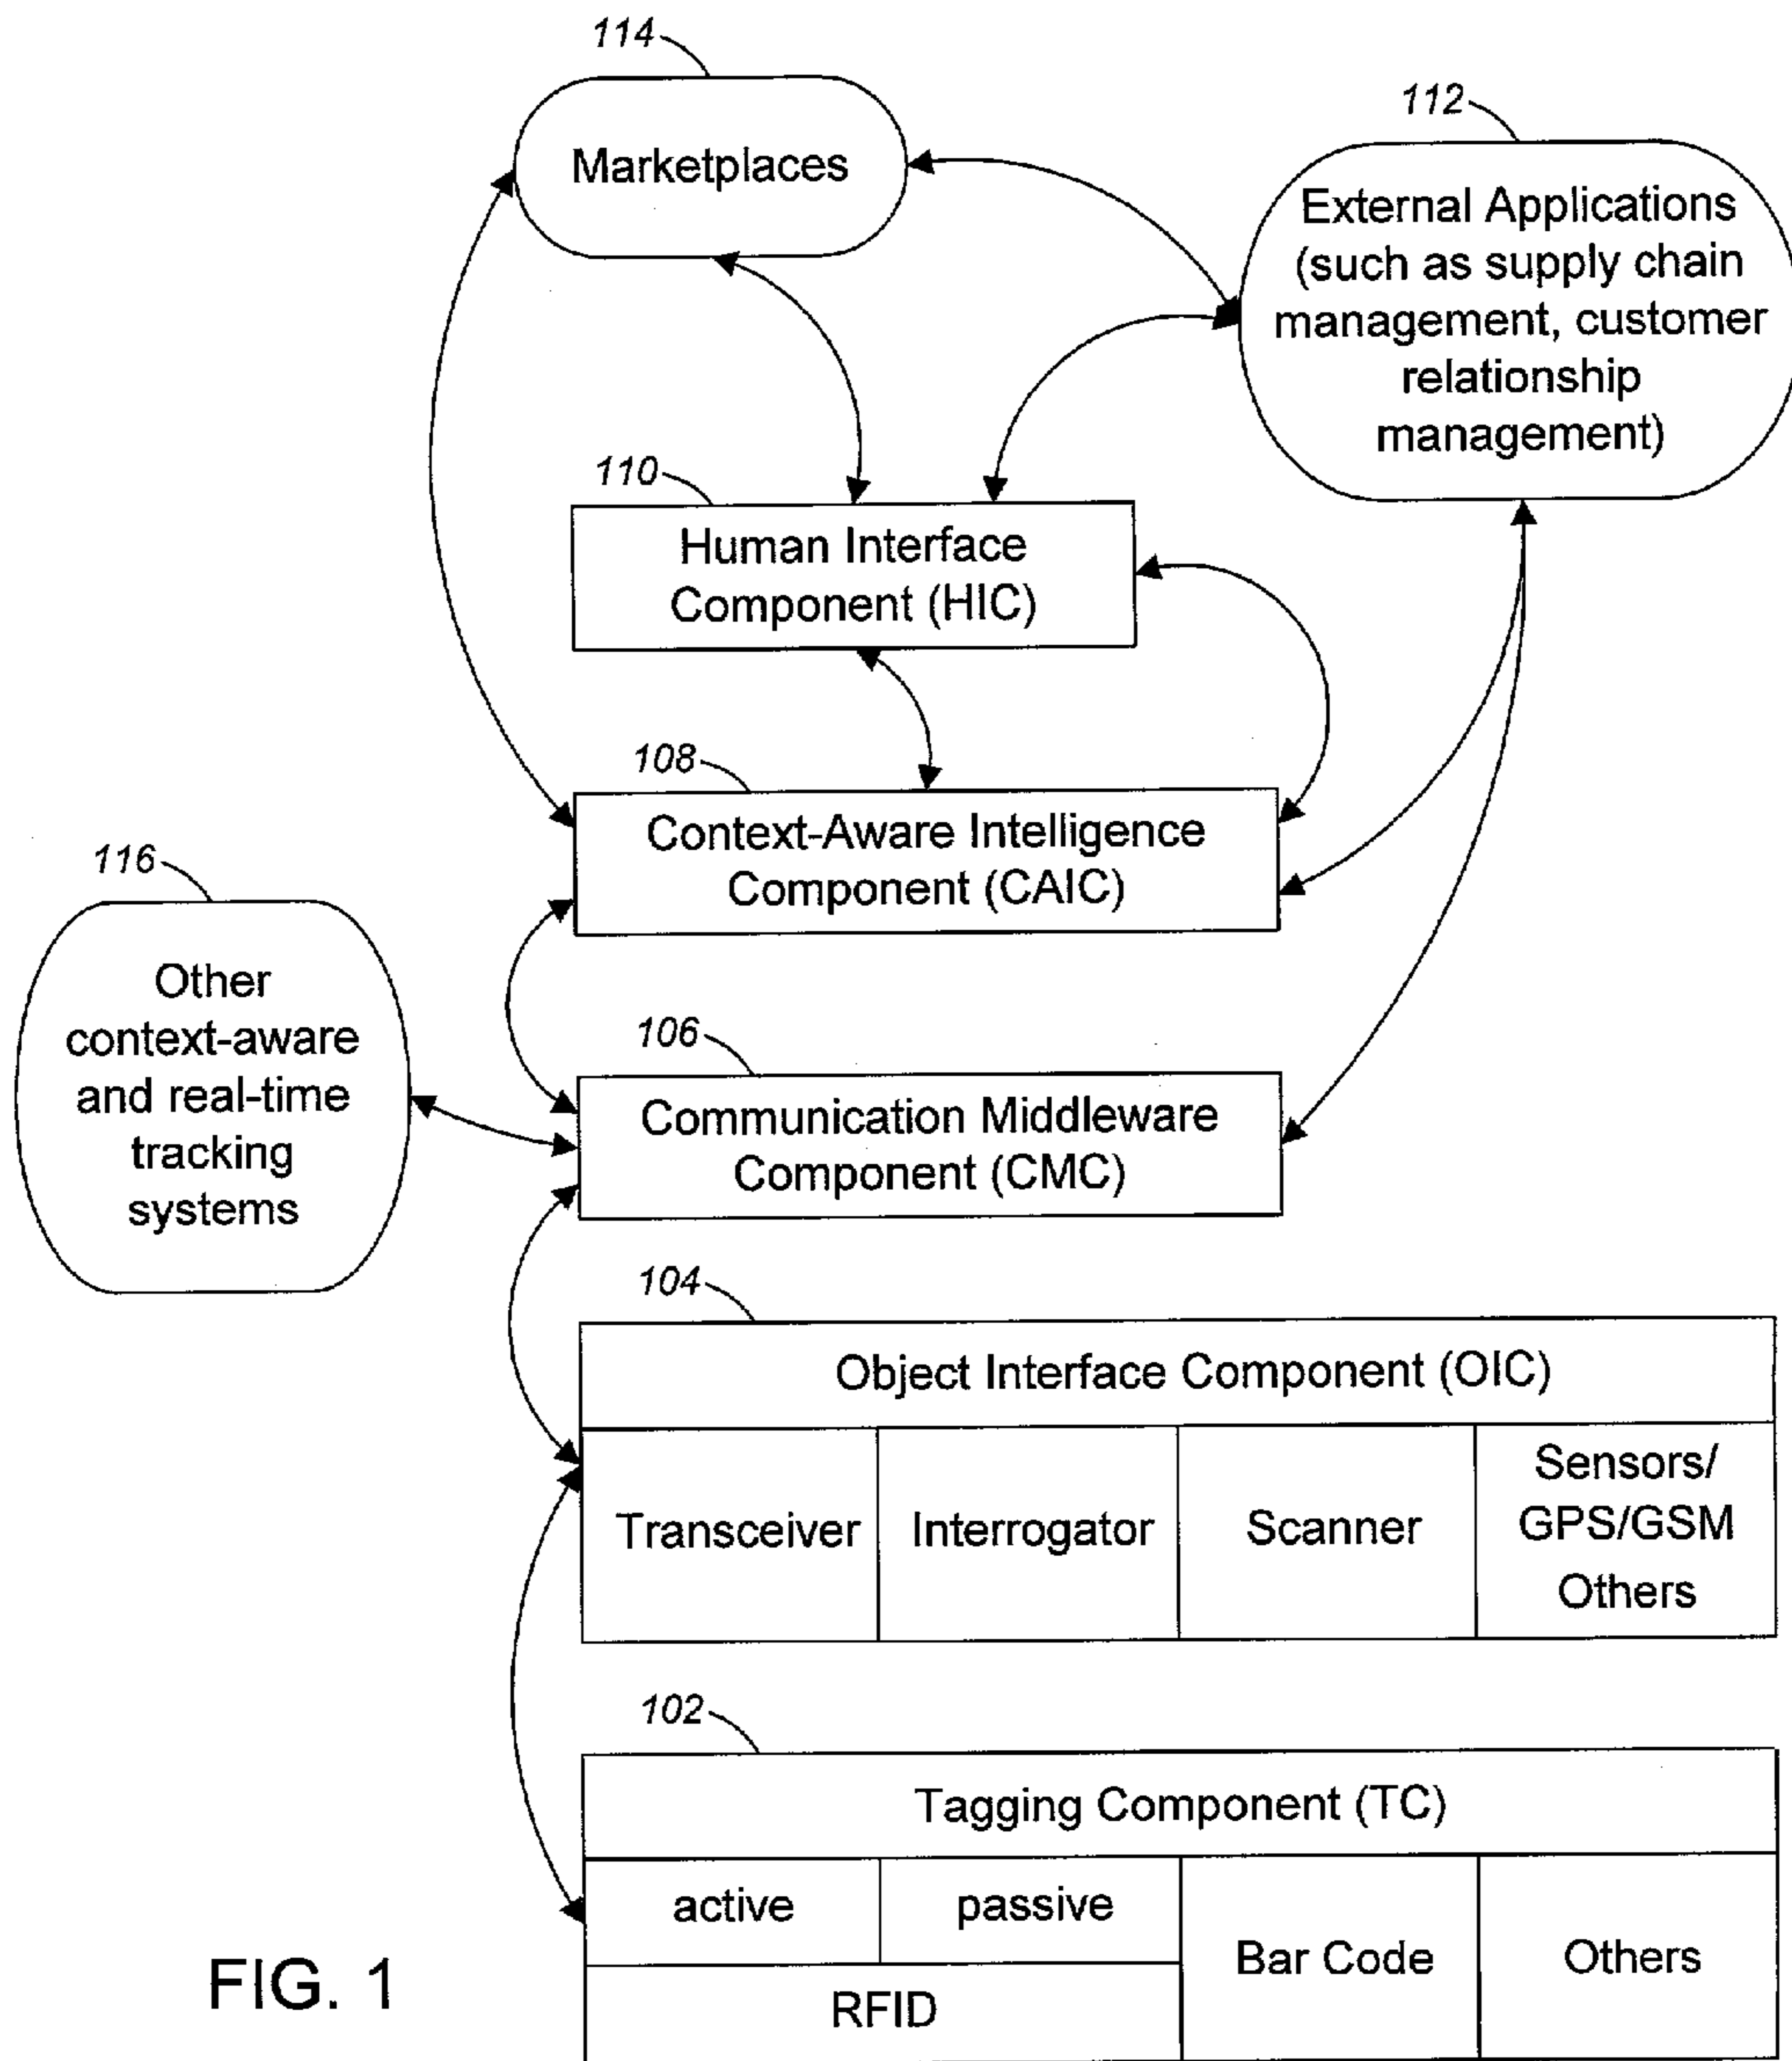 114
Marketplaces
112
External Applications
(such as supply chain
management, customer
relationship
management)
110
Human Interface
Component (HIC)
108
Context-Aware Intelligence
Component (CAIC)
116
Other
context-aware
and real-time
tracking
systems
106
Communication Middleware
Component (CMC)
104
Object Interface Component (OIC)
Transceiver
Interrogator
Scanner
Sensors/
GPS/GSM
Others
102
Tagging Component (TC)
active
passive
RFID
Bar Code
Others
FIG. 1